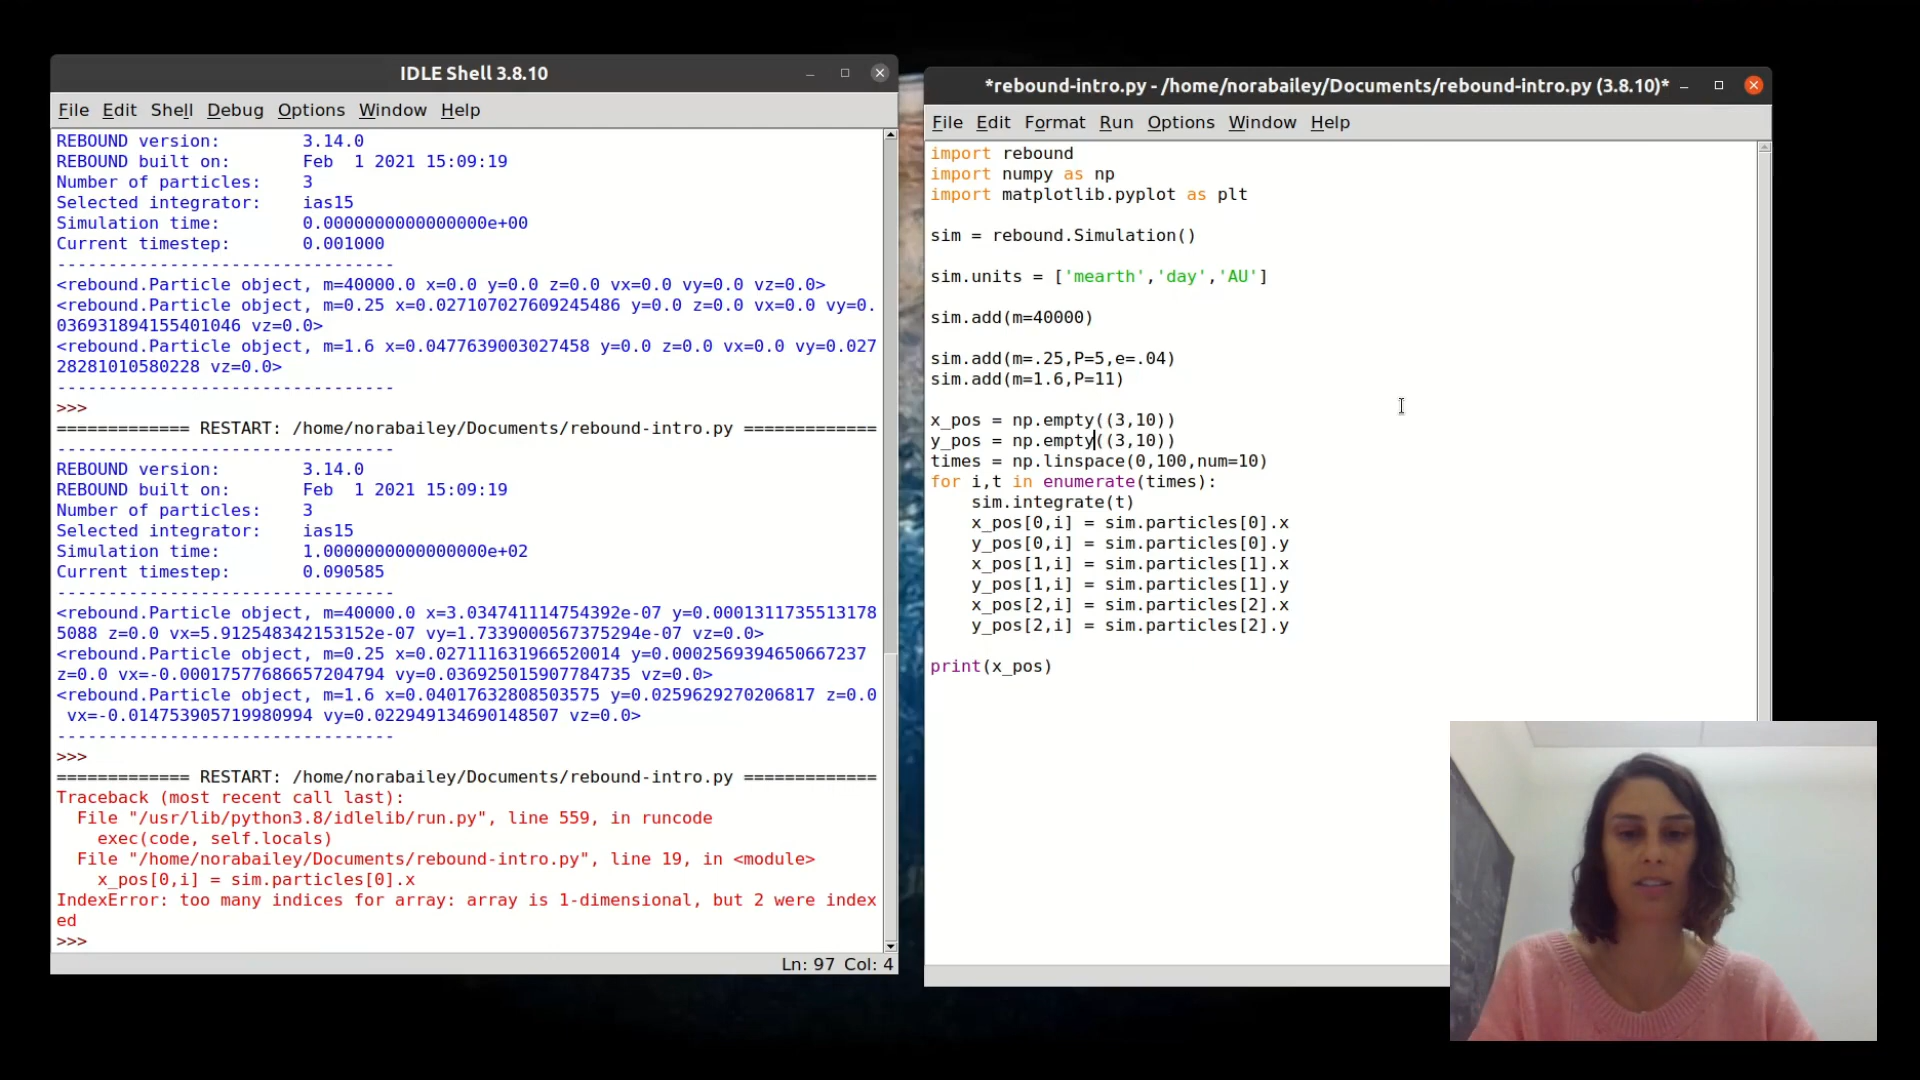 IDLE Shell 3.8.10
File Edit Shell Debug Options Window Help
REBOUND version: 3.14.0
REBOUND built on: Feb  1 2021 15:09:19
Number of particles: 3
Selected integrator: ias15
Simulation time: 0.0000000000000000e+00
Current timestep: 0.001000
---------------------------------
<rebound.Particle object, m=40000.0 x=0.0 y=0.0 z=0.0 vx=0.0 vy=0.0 vz=0.0>
<rebound.Particle object, m=0.25 x=0.027107027609245486 y=0.0 z=0.0 vx=0.0 vy=0.
036931894155401046 vz=0.0>
<rebound.Particle object, m=1.6 x=0.0477639003027458 y=0.0 z=0.0 vx=0.0 vy=0.027
28281010580228 vz=0.0>
---------------------------------
>>>
============= RESTART: /home/norabailey/Documents/rebound-intro.py =============
---------------------------------
REBOUND version: 3.14.0
REBOUND built on: Feb  1 2021 15:09:19
Number of particles: 3
Selected integrator: ias15
Simulation time: 1.0000000000000000e+02
Current timestep: 0.090585
---------------------------------
<rebound.Particle object, m=40000.0 x=3.034741114754392e-07 y=0.0001311735513178
5088 z=0.0 vx=5.912548342153152e-07 vy=1.7339000567375294e-07 vz=0.0>
<rebound.Particle object, m=0.25 x=0.027111631966520014 y=0.0002569394650667237
z=0.0 vx=-0.00017577686657204794 vy=0.036925015907784735 vz=0.0>
<rebound.Particle object, m=1.6 x=0.04017632808503575 y=0.0259629270206817 z=0.0
 vx=-0.014753905719980994 vy=0.022949134690148507 vz=0.0>
---------------------------------
>>>
============= RESTART: /home/norabailey/Documents/rebound-intro.py =============
Traceback (most recent call last):
  File "/usr/lib/python3.8/idlelib/run.py", line 559, in runcode
    exec(code, self.locals)
  File "/home/norabailey/Documents/rebound-intro.py", line 19, in <module>
    x_pos[0,i] = sim.particles[0].x
IndexError: too many indices for array: array is 1-dimensional, but 2 were index
ed
>>>
Ln: 97 Col: 4
*rebound-intro.py - /home/norabailey/Documents/rebound-intro.py (3.8.10)*
File Edit Format Run Options Window Help
import rebound
import numpy as np
import matplotlib.pyplot as plt
sim = rebound.Simulation()
sim.units = ['mearth','day','AU']
sim.add(m=40000)
sim.add(m=.25,P=5,e=.04)
sim.add(m=1.6,P=11)
x_pos = np.empty((3,10))
y_pos = np.empty((3,10))
times = np.linspace(0,100,num=10)
for i,t in enumerate(times):
    sim.integrate(t)
    x_pos[0,i] = sim.particles[0].x
    y_pos[0,i] = sim.particles[0].y
    x_pos[1,i] = sim.particles[1].x
    y_pos[1,i] = sim.particles[1].y
    x_pos[2,i] = sim.particles[2].x
    y_pos[2,i] = sim.particles[2].y
print(x_pos)